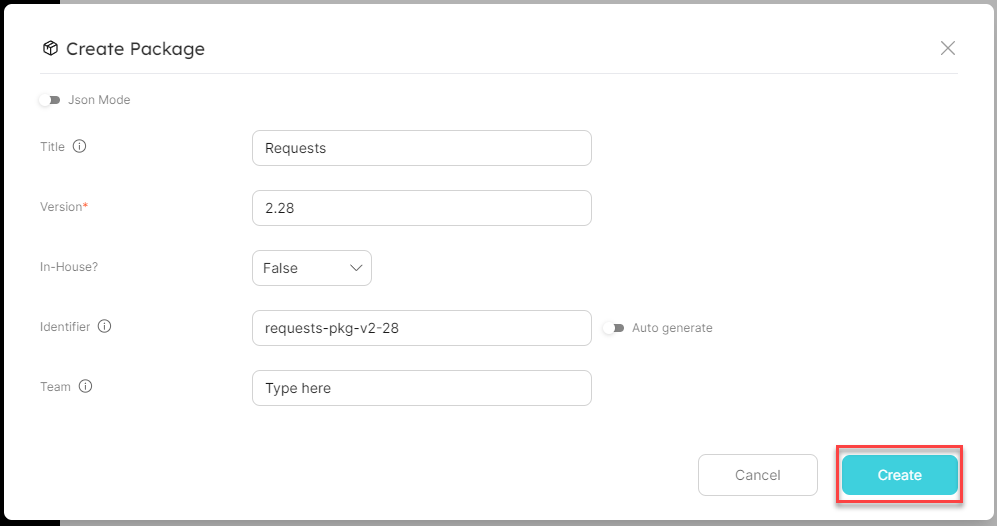 Create Package
Json Mode
Title
Requests
Version*
2.28
In-House?
False
Identifier
requests-pkg-v2-28
Auto generate
Team
Type here
Cancel
Create